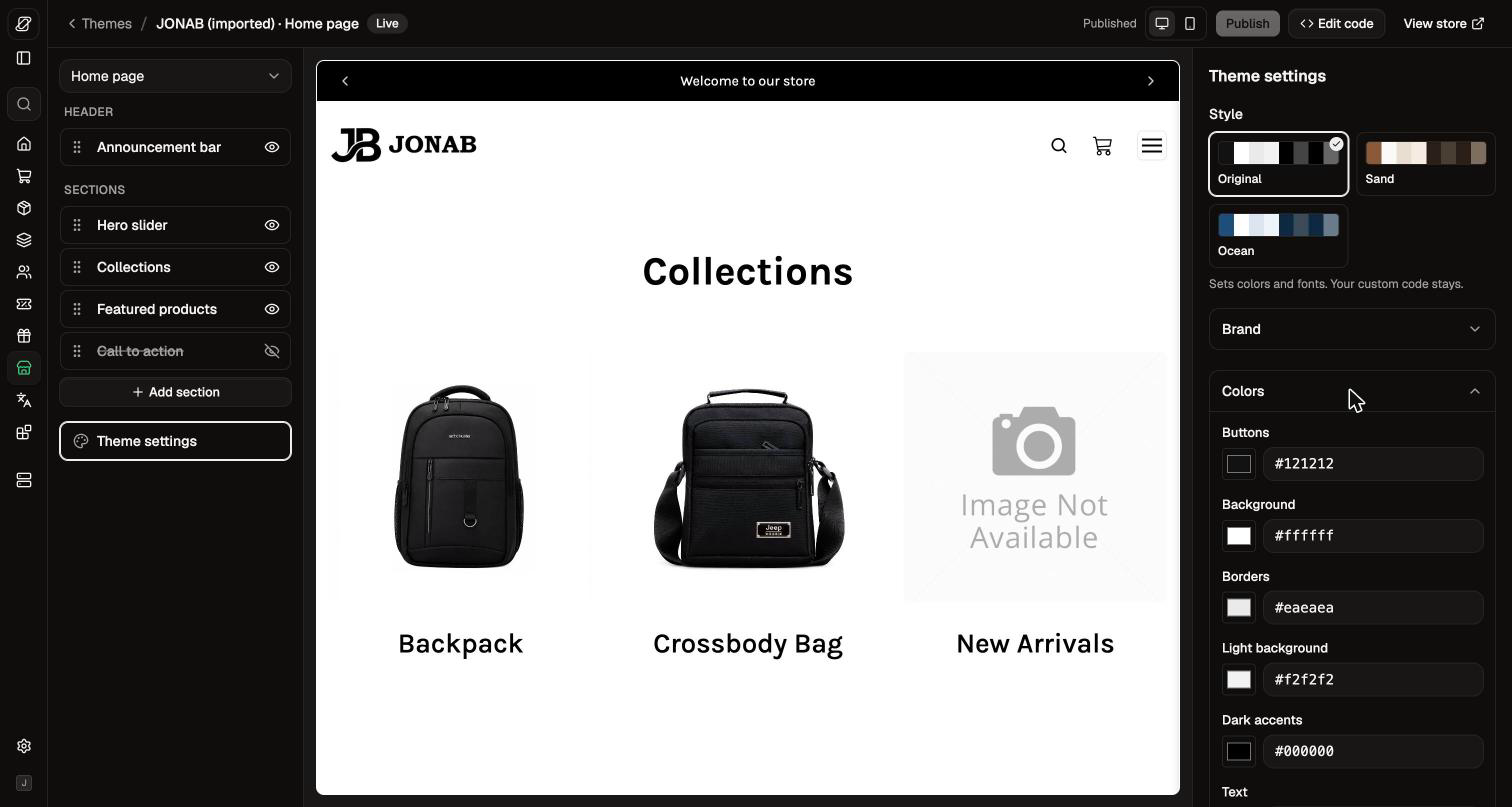 Themes / JONAB (imported) · Home page Live
Published
Publish
Edit code
View store
Home page
HEADER
Announcement bar
SECTIONS
Hero slider
Collections
Featured products
Call to action
Add section
Theme settings
J
Welcome to our store
JB JONAB
Collections
Jeep
Image Not
Available
Backpack
Crossbody Bag
New Arrivals
Theme settings
Style
Original
Sand
Ocean
Sets colors and fonts. Your custom code stays.
Brand
Colors
Buttons
#121212
Background
#ffffff
Borders
#eaeaea
Light background
#f2f2f2
Dark accents
#000000
Text